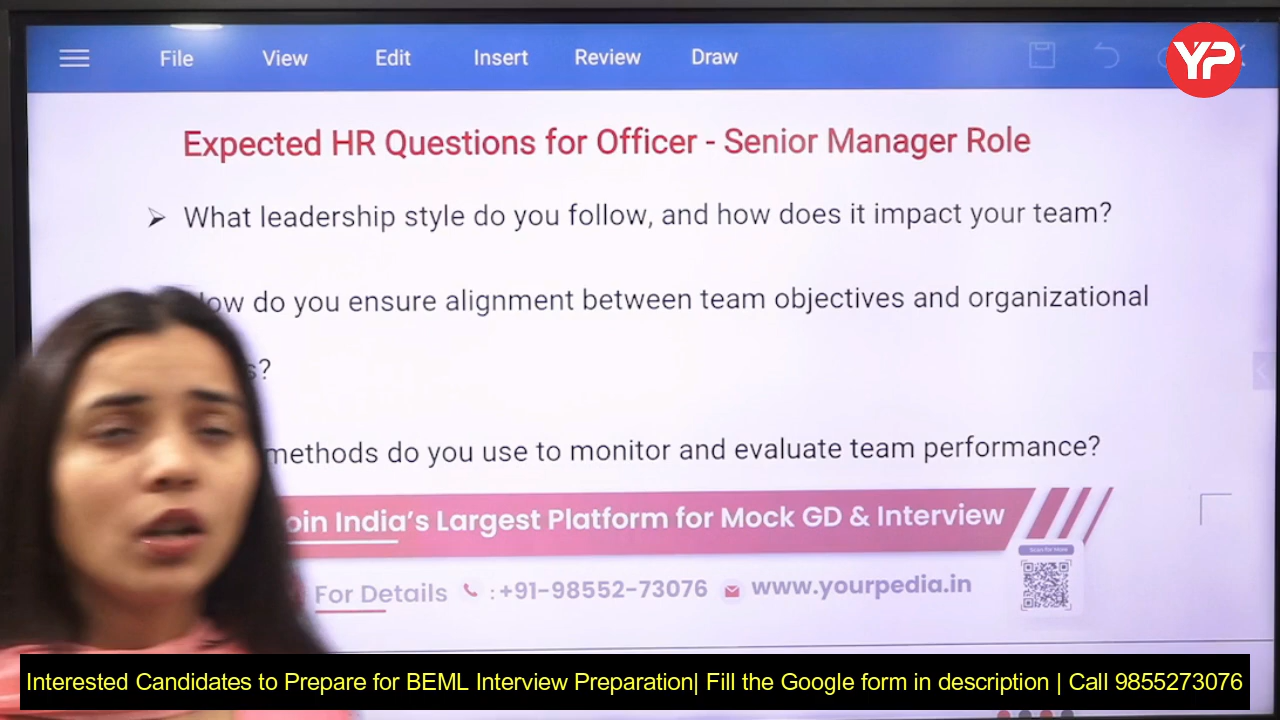 YP
File View Edit Insert Review Draw
Expected HR Questions for Officer - Senior Manager Role
What leadership style do you follow, and how does it impact your team?
do you ensure alignment between team objectives and organizational
methods do you use to monitor and evaluate team performance?
India's Largest Platform for Mock GD & Interview
Scan for More
For Details : +91-98552-73076 www.yourpedia.in
Interested Candidates to Prepare for BEML Interview Preparation| Fill the Google form in description | Call 9855273076